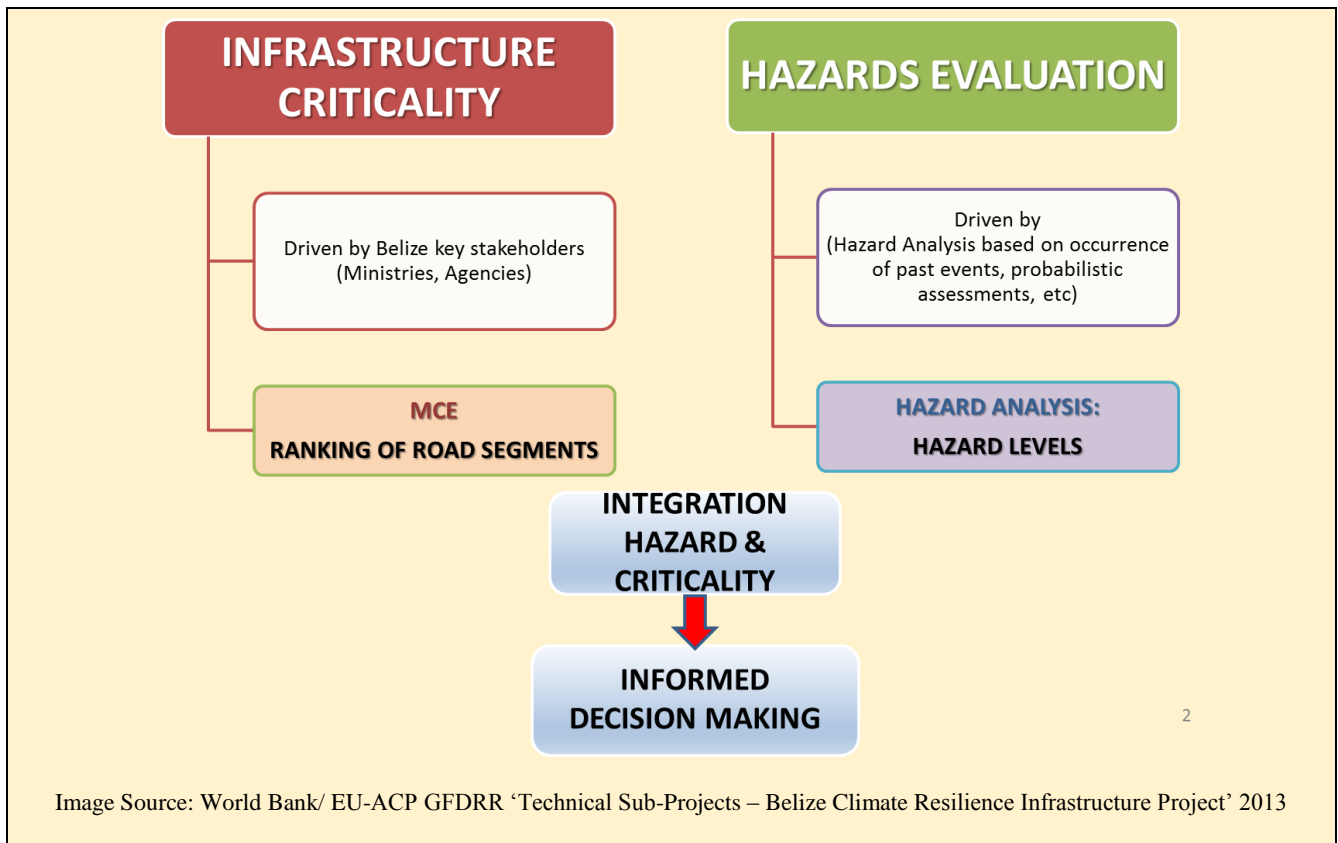 INFRASTRUCTURE
CRITICALITY
Driven by Belize key stakeholders
(Ministries, Agencies)
MCE
RANKING OF ROAD SEGMENTS
HAZARDS EVALUATION
Driven by
(Hazard Analysis based on occurrence
of past events, probabilistic
assessments, etc)
HAZARD ANALYSIS:
HAZARD LEVELS
INTEGRATION
HAZARD &
CRITICALITY
INFORMED
DECISION MAKING
2
Image Source: World Bank/ EU-ACP GFDRR ‘Technical Sub-Projects – Belize Climate Resilience Infrastructure Project’ 2013